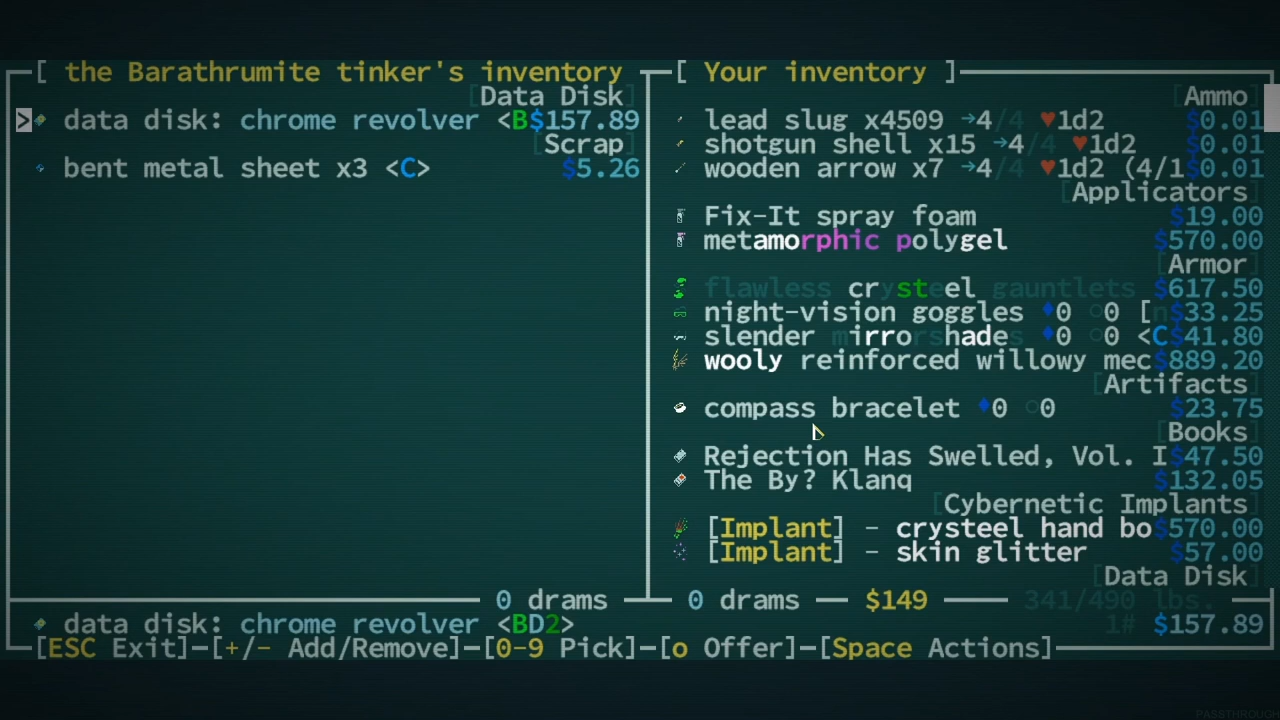 [ the Barathrumite tinker's inventory
[Data Disk]
> data disk: chrome revolver <B$157.89
[Scrap]
bent metal sheet x3 <C> $5.26
[ Your inventory ]
[Ammo]
lead slug x4509 →4/4 ♥1d2 $0.01
shotgun shell x15 →4/4 ♥1d2 $0.01
wooden arrow x7 →4/4 ♥1d2 (4/1$0.01
[Applicators]
Fix-It spray foam $19.00
metamorphic polygel $570.00
[Armor]
flawless crysteel gauntlets $617.50
night-vision goggles ♦0 ○0 [n$33.25
slender mirrorshades ♦0 ○0 <C$41.80
wooly reinforced willowy mec$889.20
[Artifacts]
compass bracelet ♦0 ○0 $23.75
[Books]
Rejection Has Swelled, Vol. I$47.50
The By? Klanq $132.05
[Cybernetic Implants]
[Implant] - crysteel hand bo$570.00
[Implant] - skin glitter $57.00
[Data Disk]
0 drams 0 drams $149 341/490 lbs.
data disk: chrome revolver <BD2> 1# $157.89
[ESC Exit]-[+/- Add/Remove]-[0-9 Pick]-[o Offer]-[Space Actions]
PASSTHROUGH